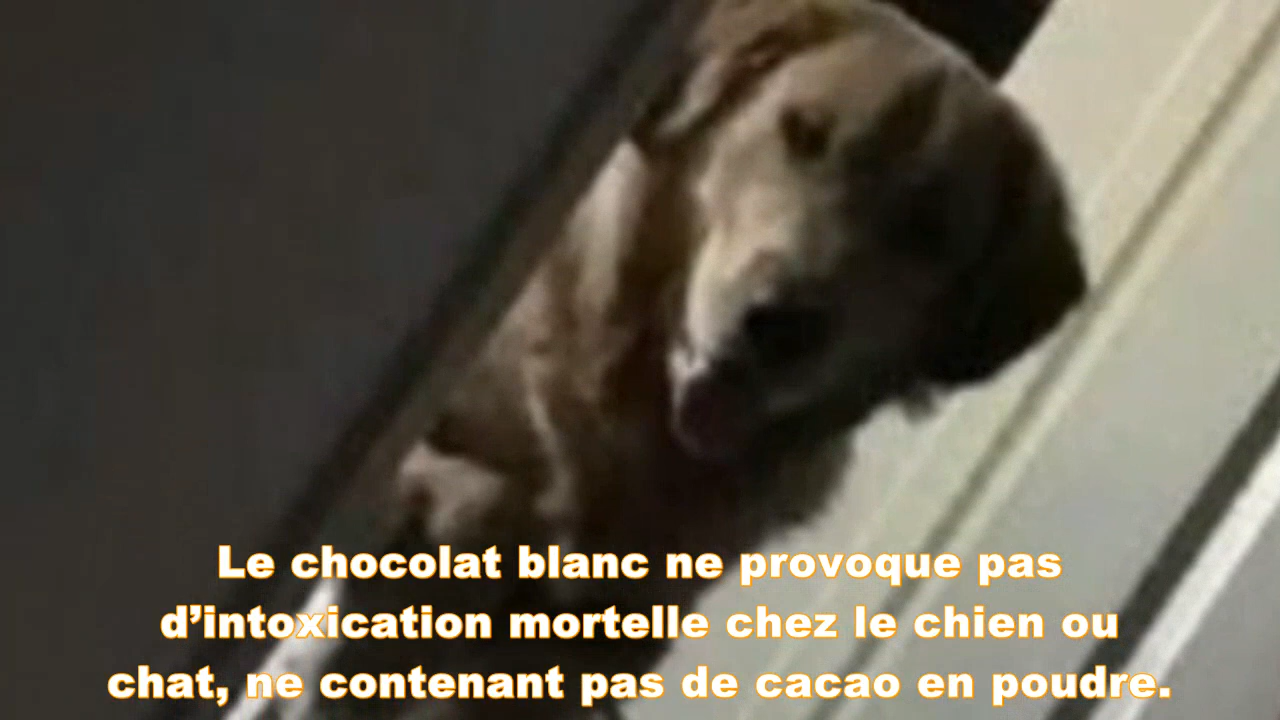 Le chocolat blanc ne provoque pas
d’intoxication mortelle chez le chien ou
chat, ne contenant pas de cacao en poudre.